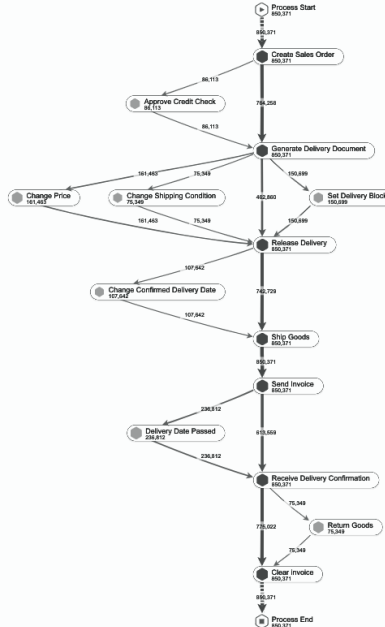 Process Start
850,371
850,371
Create Sales Order
850,371
86,113
764,258
Approve Credit Check
86,113
86,113
Generate Delivery Document
850,371
161,463
75,349
462,860
150,699
Change Price
161,463
Change Shipping Condition
75,349
Set Delivery Block
150,699
161,463
75,349
150,699
Release Delivery
850,371
107,642
742,729
Change Confirmed Delivery Date
107,642
107,642
Ship Goods
850,371
850,371
Send Invoice
850,371
236,812
613,559
Delivery Date Passed
236,812
236,812
Receive Delivery Confirmation
850,371
75,349
775,022
Return Goods
75,349
75,349
Clear Invoice
850,371
850,371
Process End
850,371